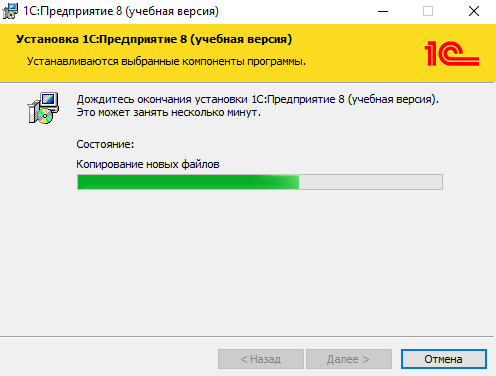 1С:Предприятие 8 (учебная версия)
Установка 1С:Предприятие 8 (учебная версия)
Устанавливаются выбранные компоненты программы.
1С
Дождитесь окончания установки 1С:Предприятие 8 (учебная версия).
Это может занять несколько минут.
Состояние:
Копирование новых файлов
< Назад
Далее >
Отмена